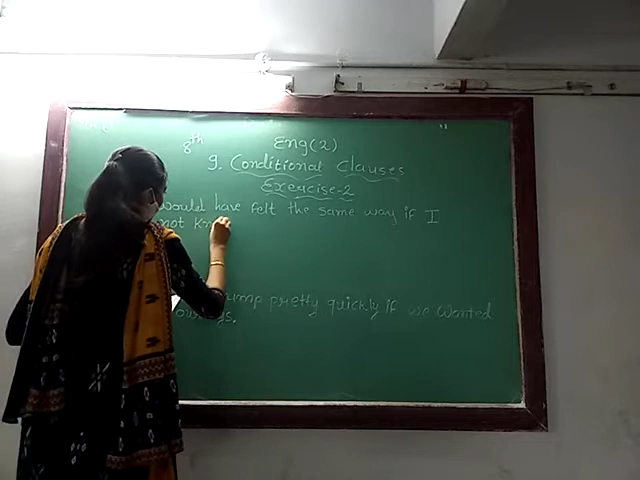 8th Eng(2)
9. Conditional Clauses
Exercise-2
would have felt the same way if I
not kn
jump pretty quickly if we wanted